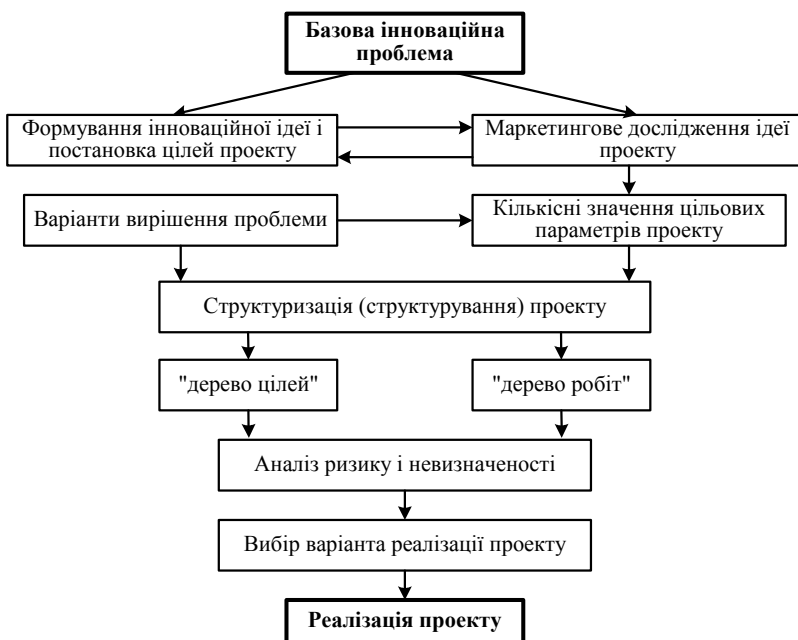 Базова інноваційна
проблема
Формування інноваційної ідеї і
постановка цілей проекту
Маркетингове дослідження ідеї
проекту
Варіанти вирішення проблеми
Кількісні значення цільових
параметрів проекту
Структуризація (структурування) проекту
"дерево цілей"
"дерево робіт"
Аналіз ризику і невизначеності
Вибір варіанта реалізації проекту
Реалізація проекту